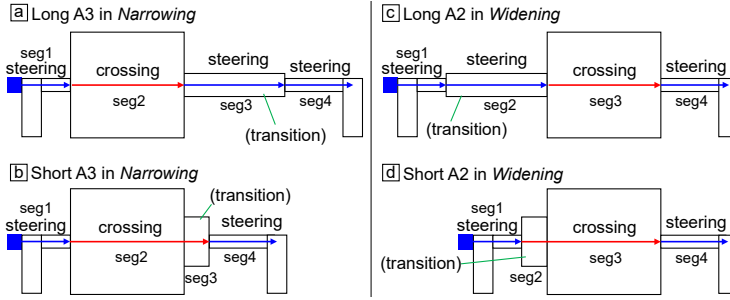 a Long A3 in Narrowing
seg1
steering
crossing
seg2
steering
seg3
steering
seg4
(transition)
b Short A3 in Narrowing
seg1
steering
crossing
seg2
(transition)
seg3
steering
seg4
c Long A2 in Widening
seg1
steering
steering
seg2
(transition)
crossing
seg3
steering
seg4
d Short A2 in Widening
seg1
steering
(transition)
seg2
crossing
seg3
steering
seg4